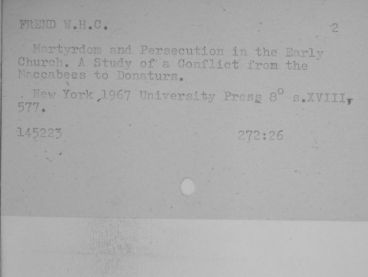 FREND W.H.C. 2
Martyrdom and Persecution in the Early
Church. A Study of a Conflict from the
Maccabees to Donaturs.
New York 1967 University Press 8° s.XVIII,
577.
145223 272:26